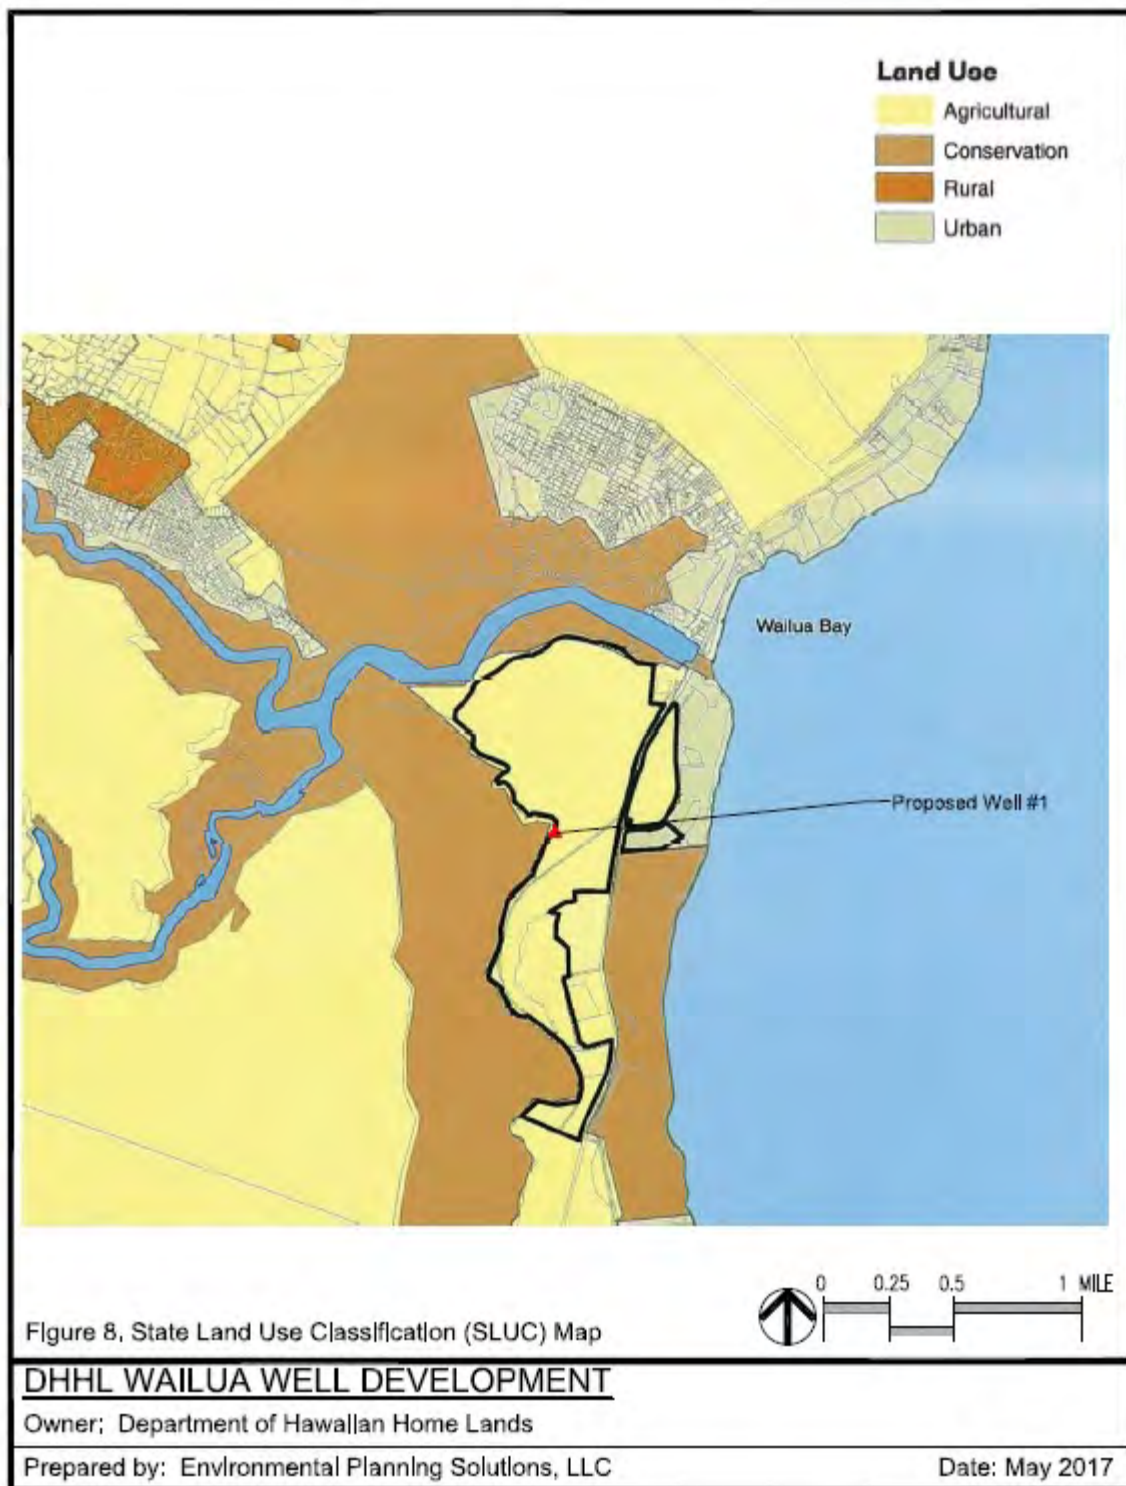 Land Use
Agricultural
Conservation
Rural
Urban
Wailua Bay
Proposed Well #1
0 0.25 0.5 1 MILE
Figure 8, State Land Use Classification (SLUC) Map
DHHL WAILUA WELL DEVELOPMENT
Owner; Department of Hawaiian Home Lands
Prepared by: Environmental Planning Solutions, LLC
Date: May 2017